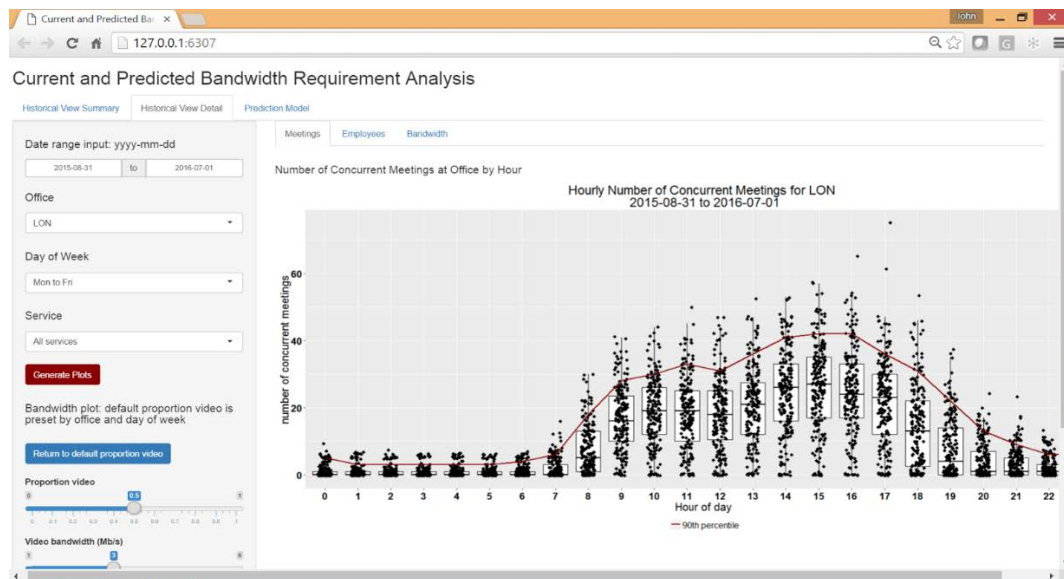 Current and Predicted Ba
John
127.0.0.1:6307
Current and Predicted Bandwidth Requirement Analysis
Historical View Summary
Historical View Detail
Prediction Model
Date range input: yyyy-mm-dd
2015-08-31 to 2016-07-01
Office
LON
Day of Week
Mon to Fri
Service
All services
Generate Plots
Bandwidth plot: default proportion video is
preset by office and day of week
Return to default proportion video
Proportion video
0 0.5 1
0 0.1 0.2 0.3 0.4 0.5 0.6 0.7 0.8 0.9 1
Video bandwidth (Mb/s)
1 3 6
Meetings
Employees
Bandwidth
Number of Concurrent Meetings at Office by Hour
Hourly Number of Concurrent Meetings for LON
2015-08-31 to 2016-07-01
number of concurrent meetings
60
40
20
0
0 1 2 3 4 5 6 7 8 9 10 11 12 13 14 15 16 17 18 19 20 21 22
Hour of day
90th percentile